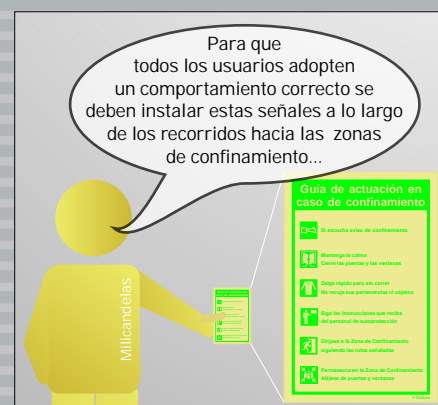 Para que
todos los usuarios adopten
un comportamiento correcto se
deben instalar estas señales a lo largo
de los recorridos hacia las zonas
de confinamiento...
Milicandelas
Guía de actuación en
caso de confinamiento
Si escucha aviso de confinamiento
Mantenga la calma
Cierre las puertas y las ventanas
Salga rápido pero sin correr
No recoja sus pertenencias ni objetos
Siga las instrucciones que reciba
del personal de autoprotección
Diríjase a la Zona de Confinamiento
siguiendo las rutas señaladas
Permanezca en la Zona de Confinamiento
Aléjese de puertas y ventanas